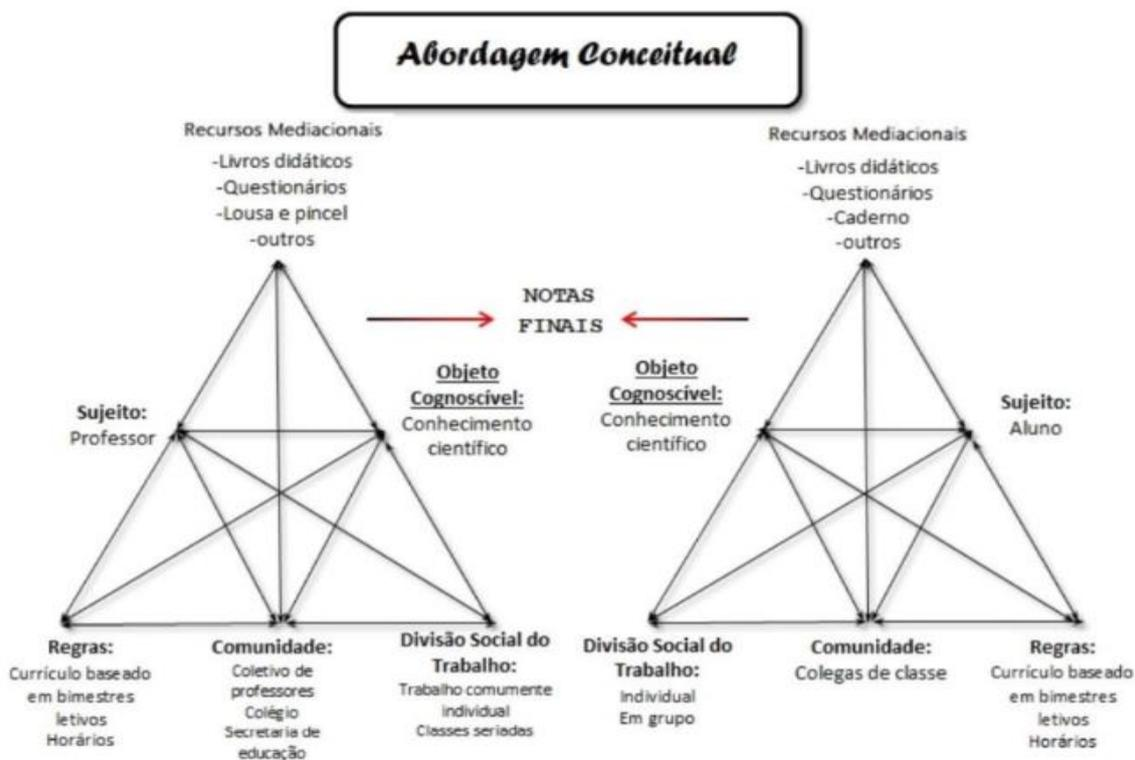 Abordagem Conceitual
Recursos Mediacionais
-Livros didáticos
-Questionários
-Lousa e pincel
-outros
Recursos Mediacionais
-Livros didáticos
-Questionários
-Caderno
-outros
NOTAS
FINAIS
Sujeito:
Professor
Objeto
Cognoscível:
Conhecimento
científico
Objeto
Cognoscível:
Conhecimento
científico
Sujeito:
Aluno
Regras:
Currículo baseado
em bimestres
letivos
Horários
Comunidade:
Coletivo de
professores
Colégio
Secretaria de
educação
Divisão Social do
Trabalho:
Trabalho comumente
individual
Classes seriadas
Divisão Social do
Trabalho:
Individual
Em grupo
Comunidade:
Colegas de classe
Regras:
Currículo baseado
em bimestres
letivos
Horários